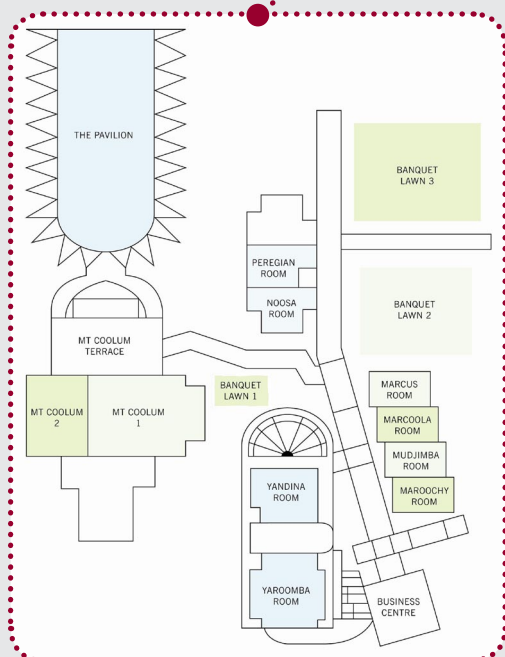 THE PAVILION
BANQUET
LAWN 3
PEREGIAN
ROOM
NOOSA
ROOM
BANQUET
LAWN 2
MT COOLUM
TERRACE
MT COOLUM
2
MT COOLUM
1
BANQUET
LAWN 1
MARCUS
ROOM
MARCOOLA
ROOM
MUDJIMBA
ROOM
MAROOCHY
ROOM
YANDINA
ROOM
YAROOMBA
ROOM
BUSINESS
CENTRE